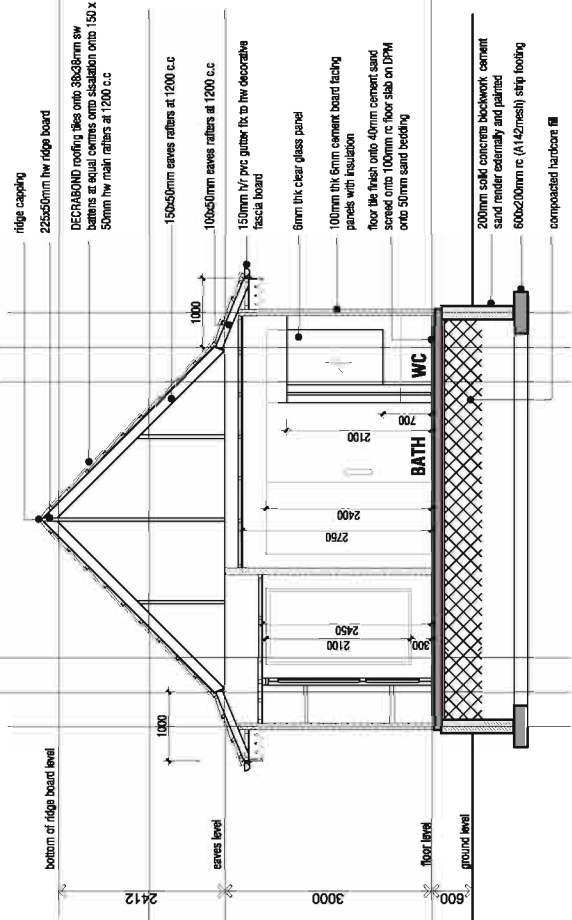 ridge capping
225x50mm hw ridge board
DECRABOND roofing tiles onto 38x38mm sw
battens at equal centres onto sisalation onto 150 x
50mm hw main rafters at 1200 c.c
150x50mm eaves rafters at 1200 c.c
100x50mm eaves rafters at 1200 c.c
150mm h/r pvc gutter fix to hw decorative
fascia board
6mm thk clear glass panel
100mm thk 6mm cement board facing
panels with insulation
floor tile finish onto 40mm cement sand
screed onto 100mm rc floor slab on DPM
onto 50mm sand bedding
200mm solid concrete blockwork cement
sand render externally and painted
600x200mm rc (A142mesh) strip footing
compoacted hardcore fill
1000
1000
BATH
WC
700
2100
2400
2750
2450
2100
300
bottom of ridge board level
eaves level
floor level
ground level
2412
3000
600